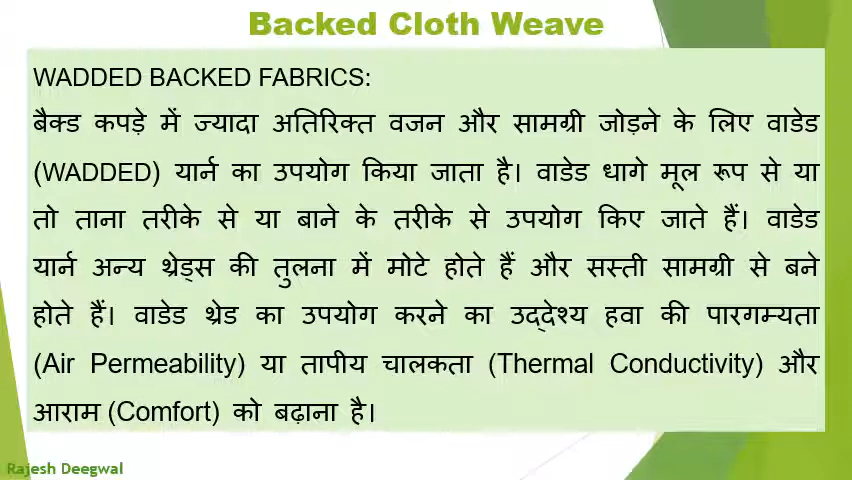 Backed Cloth Weave
WADDED BACKED FABRICS:
बैक्ड कपड़े में ज्यादा अतिरिक्त वजन और सामग्री जोड़ने के लिए वाडेड
(WADDED) यार्न का उपयोग किया जाता है। वाडेड धागे मूल रूप से या
तो ताना तरीके से या बाने के तरीके से उपयोग किए जाते हैं। वाडेड
यार्न अन्य थ्रेड्स की तुलना में मोटे होते हैं और सस्ती सामग्री से बने
होते हैं। वाडेड थ्रेड का उपयोग करने का उद्देश्य हवा की पारगम्यता
(Air Permeability) या तापीय चालकता (Thermal Conductivity) और
आराम (Comfort) को बढ़ाना है।
Rajesh Deegwal